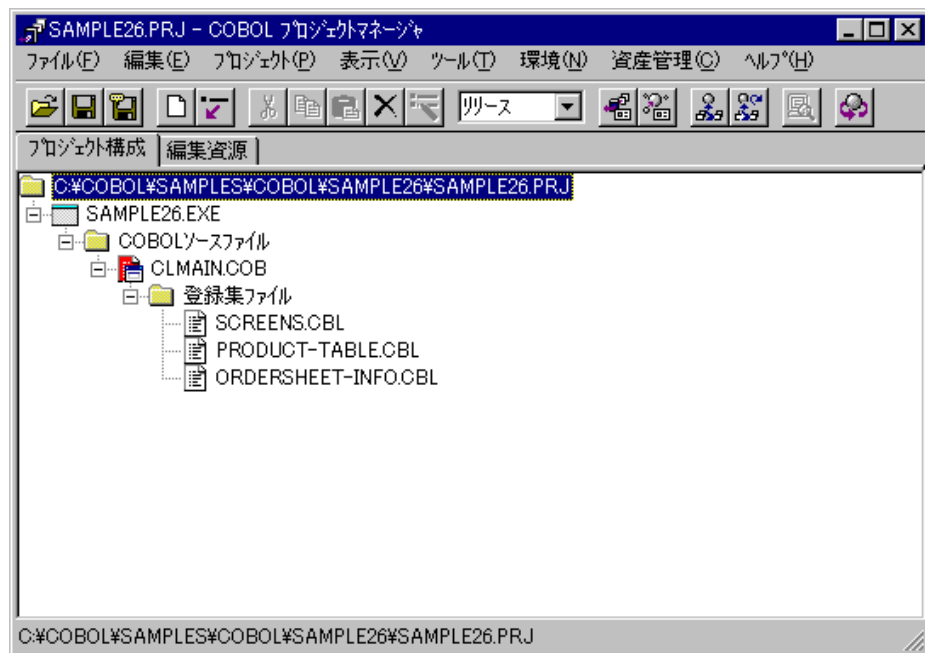 SAMPLE26.PRJ - COBOL プロジェクトマネージャ
ファイル(F) 編集(E) プロジェクト(P) 表示(V) ツール(T) 環境(N) 資産管理(C) ヘルプ(H)
リリース
プロジェクト構成 編集資源
C:¥COBOL¥SAMPLES¥COBOL¥SAMPLE26¥SAMPLE26.PRJ
SAMPLE26.EXE
COBOLソースファイル
CLMAIN.COB
登録集ファイル
SCREENS.CBL
PRODUCT-TABLE.CBL
ORDERSHEET-INFO.CBL
C:¥COBOL¥SAMPLES¥COBOL¥SAMPLE26¥SAMPLE26.PRJ